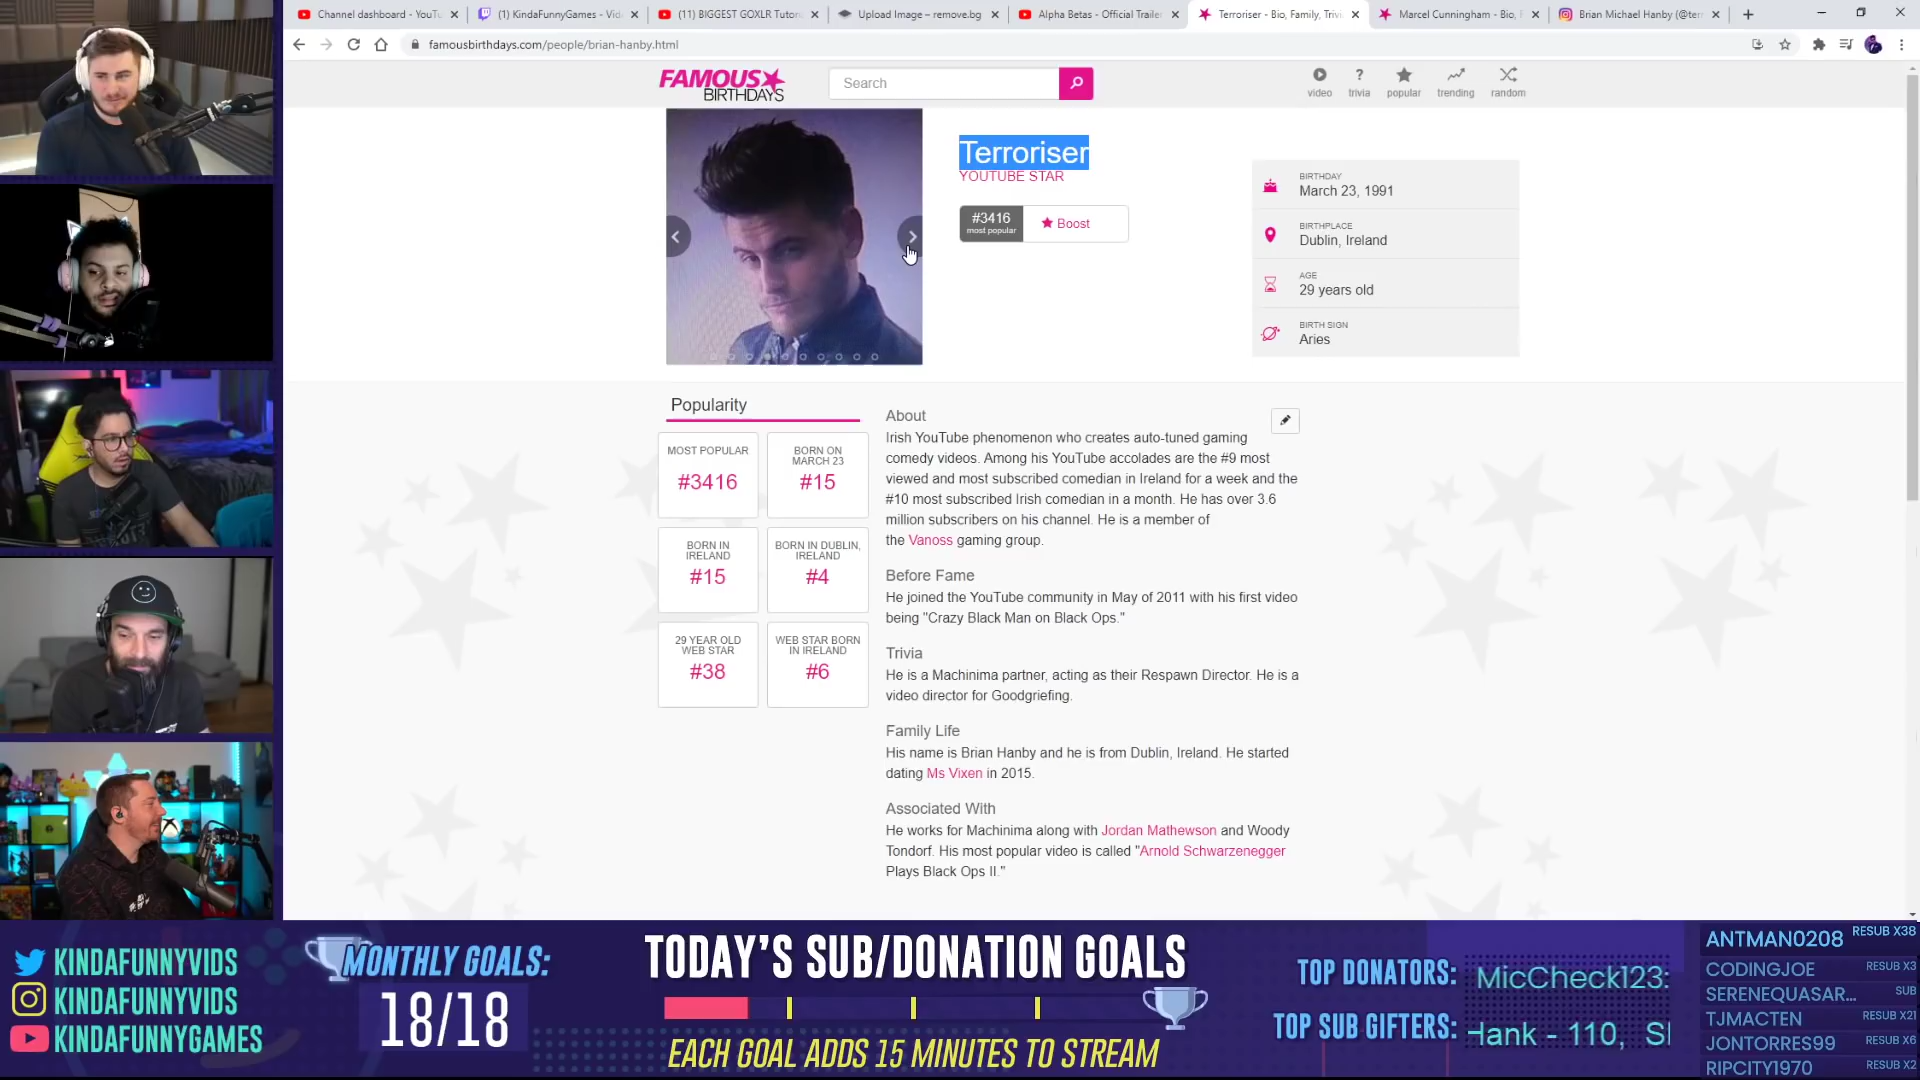 Channel dashboard - YouTu
(1) KindaFunnyGames - Vid
(11) BIGGEST GOXLR Tutori
Upload Image – remove.bg
Alpha Betas - Official Trailer
Terroriser - Bio, Family, Trivi
Marcel Cunningham - Bio, F
Brian Michael Hanby (@terr
famousbirthdays.com/people/brian-hanby.html
FAMOUS
BIRTHDAYS
Search
video
?
trivia
popular
trending
random
Terroriser
YOUTUBE STAR
#3416
most popular
Boost
BIRTHDAY
March 23, 1991
BIRTHPLACE
Dublin, Ireland
AGE
29 years old
BIRTH SIGN
Aries
Popularity
MOST POPULAR
#3416
BORN ON
MARCH 23
#15
BORN IN
IRELAND
#15
BORN IN DUBLIN,
IRELAND
#4
29 YEAR OLD
WEB STAR
#38
WEB STAR BORN
IN IRELAND
#6
About
Irish YouTube phenomenon who creates auto-tuned gaming
comedy videos. Among his YouTube accolades are the #9 most
viewed and most subscribed comedian in Ireland for a week and the
#10 most subscribed Irish comedian in a month. He has over 3.6
million subscribers on his channel. He is a member of
the Vanoss gaming group.
Before Fame
He joined the YouTube community in May of 2011 with his first video
being "Crazy Black Man on Black Ops."
Trivia
He is a Machinima partner, acting as their Respawn Director. He is a
video director for Goodgriefing.
Family Life
His name is Brian Hanby and he is from Dublin, Ireland. He started
dating Ms Vixen in 2015.
Associated With
He works for Machinima along with Jordan Mathewson and Woody
Tondorf. His most popular video is called "Arnold Schwarzenegger
Plays Black Ops II."
KINDAFUNNYVIDS
KINDAFUNNYVIDS
KINDAFUNNYGAMES
MONTHLY GOALS:
18/18
TODAY'S SUB/DONATION GOALS
EACH GOAL ADDS 15 MINUTES TO STREAM
TOP DONATORS: MicCheck123:
TOP SUB GIFTERS: Hank - 110,
ANTMAN0208 RESUB X38
CODINGJOE RESUB X3
SERENEQUASAR... SUB
TJMACTEN RESUB X21
JONTORRES99 RESUB X6
RIPCITY1970 RESUB X2